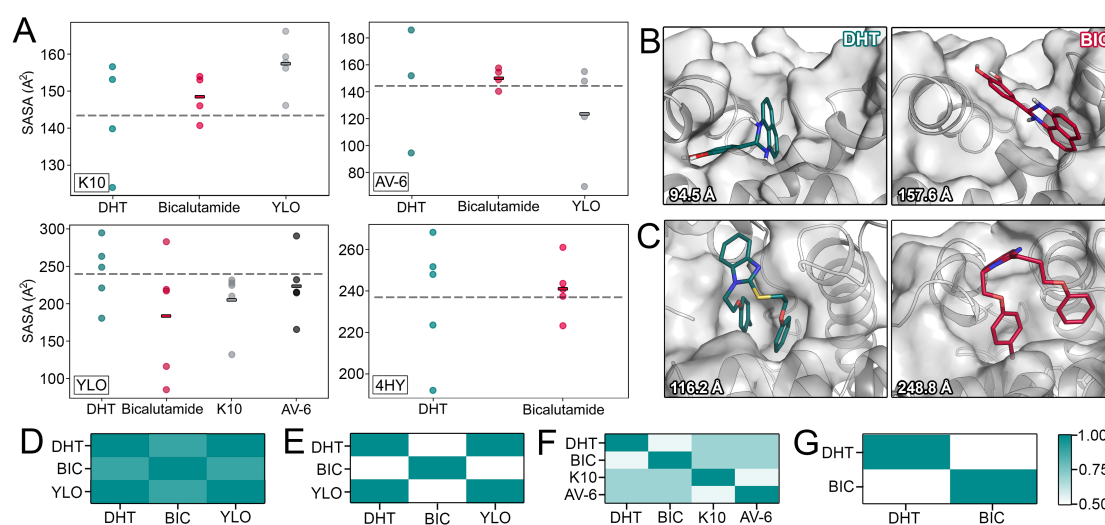 A
SASA (Å²)
160
150
140
130
K10
DHT
Bicalutamide
YLO
180
160
140
120
100
80
AV-6
DHT
Bicalutamide
YLO
SASA (Å²)
300
250
200
150
100
YLO
DHT
Bicalutamide
K10
AV-6
260
240
220
200
4HY
DHT
Bicalutamide
B
DHT
94.5 Å
BIC
157.6 Å
C
116.2 Å
248.8 Å
D
DHT
BIC
YLO
DHT
BIC
YLO
E
DHT
BIC
YLO
DHT
BIC
YLO
F
DHT
BIC
K10
AV-6
DHT
BIC
K10
AV-6
G
DHT
BIC
DHT
BIC
1.00
0.75
0.50